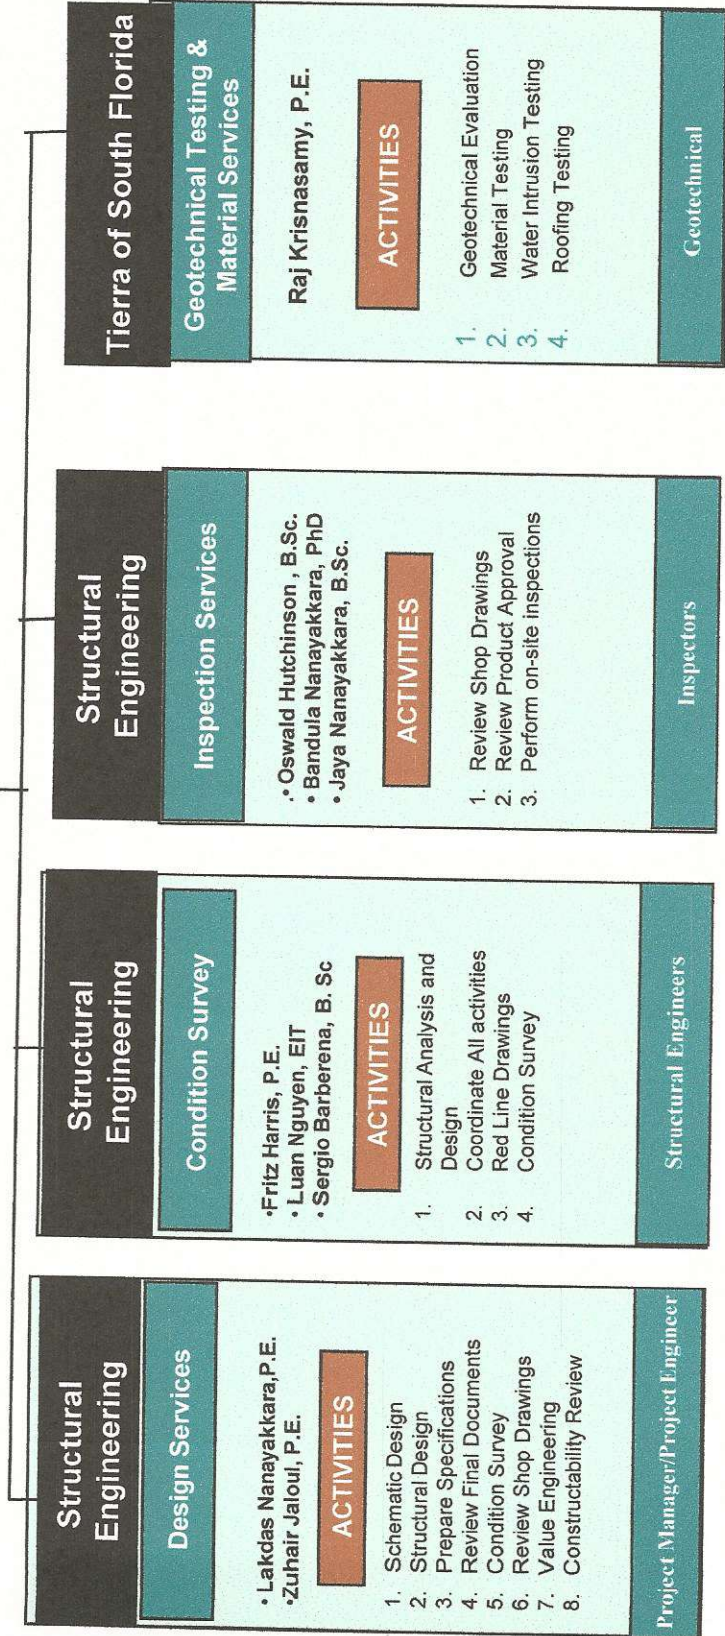 Structural
Engineering
Design Services
• Lakdas Nanayakkara,P.E.
•Zuhair Jaloul, P.E.
ACTIVITIES
1. Schematic Design
2. Structural Design
3. Prepare Specifications
4. Review Final Documents
5. Condition Survey
6. Review Shop Drawings
7. Value Engineering
8. Constructability Review
Project Manager/Project Engineer
Structural
Engineering
Condition Survey
•Fritz Harris, P.E.
• Luan Nguyen, EIT
• Sergio Barberena, B. Sc
ACTIVITIES
1. Structural Analysis and
Design
2. Coordinate All activities
3. Red Line Drawings
4. Condition Survey
Structural Engineers
Structural
Engineering
Inspection Services
.• Oswald Hutchinson , B.Sc.
• Bandula Nanayakkara, PhD
• Jaya Nanayakkara, B.Sc.
ACTIVITIES
1. Review Shop Drawings
2. Review Product Approval
3. Perform on-site inspections
Inspectors
Tierra of South Florida
Geotechnical Testing &
Material Services
Raj Krisnasamy, P.E.
ACTIVITIES
1. Geotechnical Evaluation
2. Material Testing
3. Water Intrusion Testing
4. Roofing Testing
Geotechnical